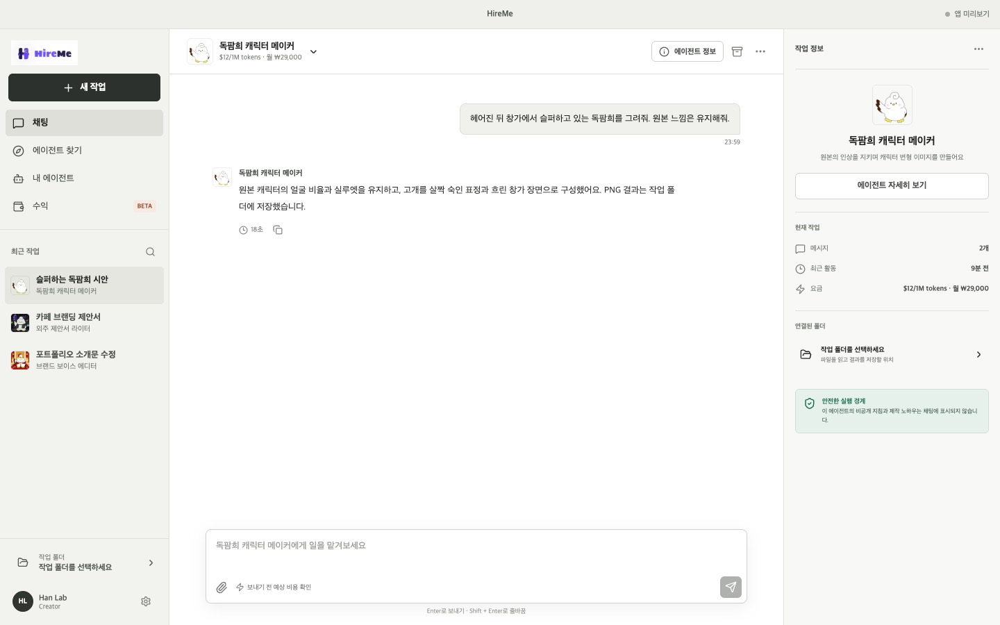 HireMe
앱 미리보기
HireMe
새 작업
채팅
에이전트 찾기
내 에이전트
수익
BETA
최근 작업
슬퍼하는 독팜희 시안
독팜희 캐릭터 메이커
카페 브랜딩 제안서
외주 제안서 라이터
포트폴리오 소개문 수정
브랜드 보이스 에디터
작업 폴더
작업 폴더를 선택하세요
HL
Han Lab
Creator
독팜희 캐릭터 메이커
$12/1M tokens · 월 ₩29,000
에이전트 정보
헤어진 뒤 창가에서 슬퍼하고 있는 독팜희를 그려줘. 원본 느낌은 유지해줘.
23:59
독팜희 캐릭터 메이커
원본 캐릭터의 얼굴 비율과 실루엣을 유지하고, 고개를 살짝 숙인 표정과 흐린 창가 장면으로 구성했어요. PNG 결과는 작업 폴
더에 저장했습니다.
18초
독팜희 캐릭터 메이커에게 일을 맡겨보세요
보내기 전 예상 비용 확인
Enter로 보내기 · Shift + Enter로 줄바꿈
작업 정보
독팜희 캐릭터 메이커
원본의 인상을 지키며 캐릭터 변형 이미지를 만들어요
에이전트 자세히 보기
현재 작업
메시지
2개
최근 활동
9분 전
요금
$12/1M tokens · 월 ₩29,000
연결된 폴더
작업 폴더를 선택하세요
파일을 읽고 결과를 저장할 위치
안전한 실행 경계
이 에이전트의 비공개 지침과 제작 노하우는 채팅에 표시되지 않습니
다.